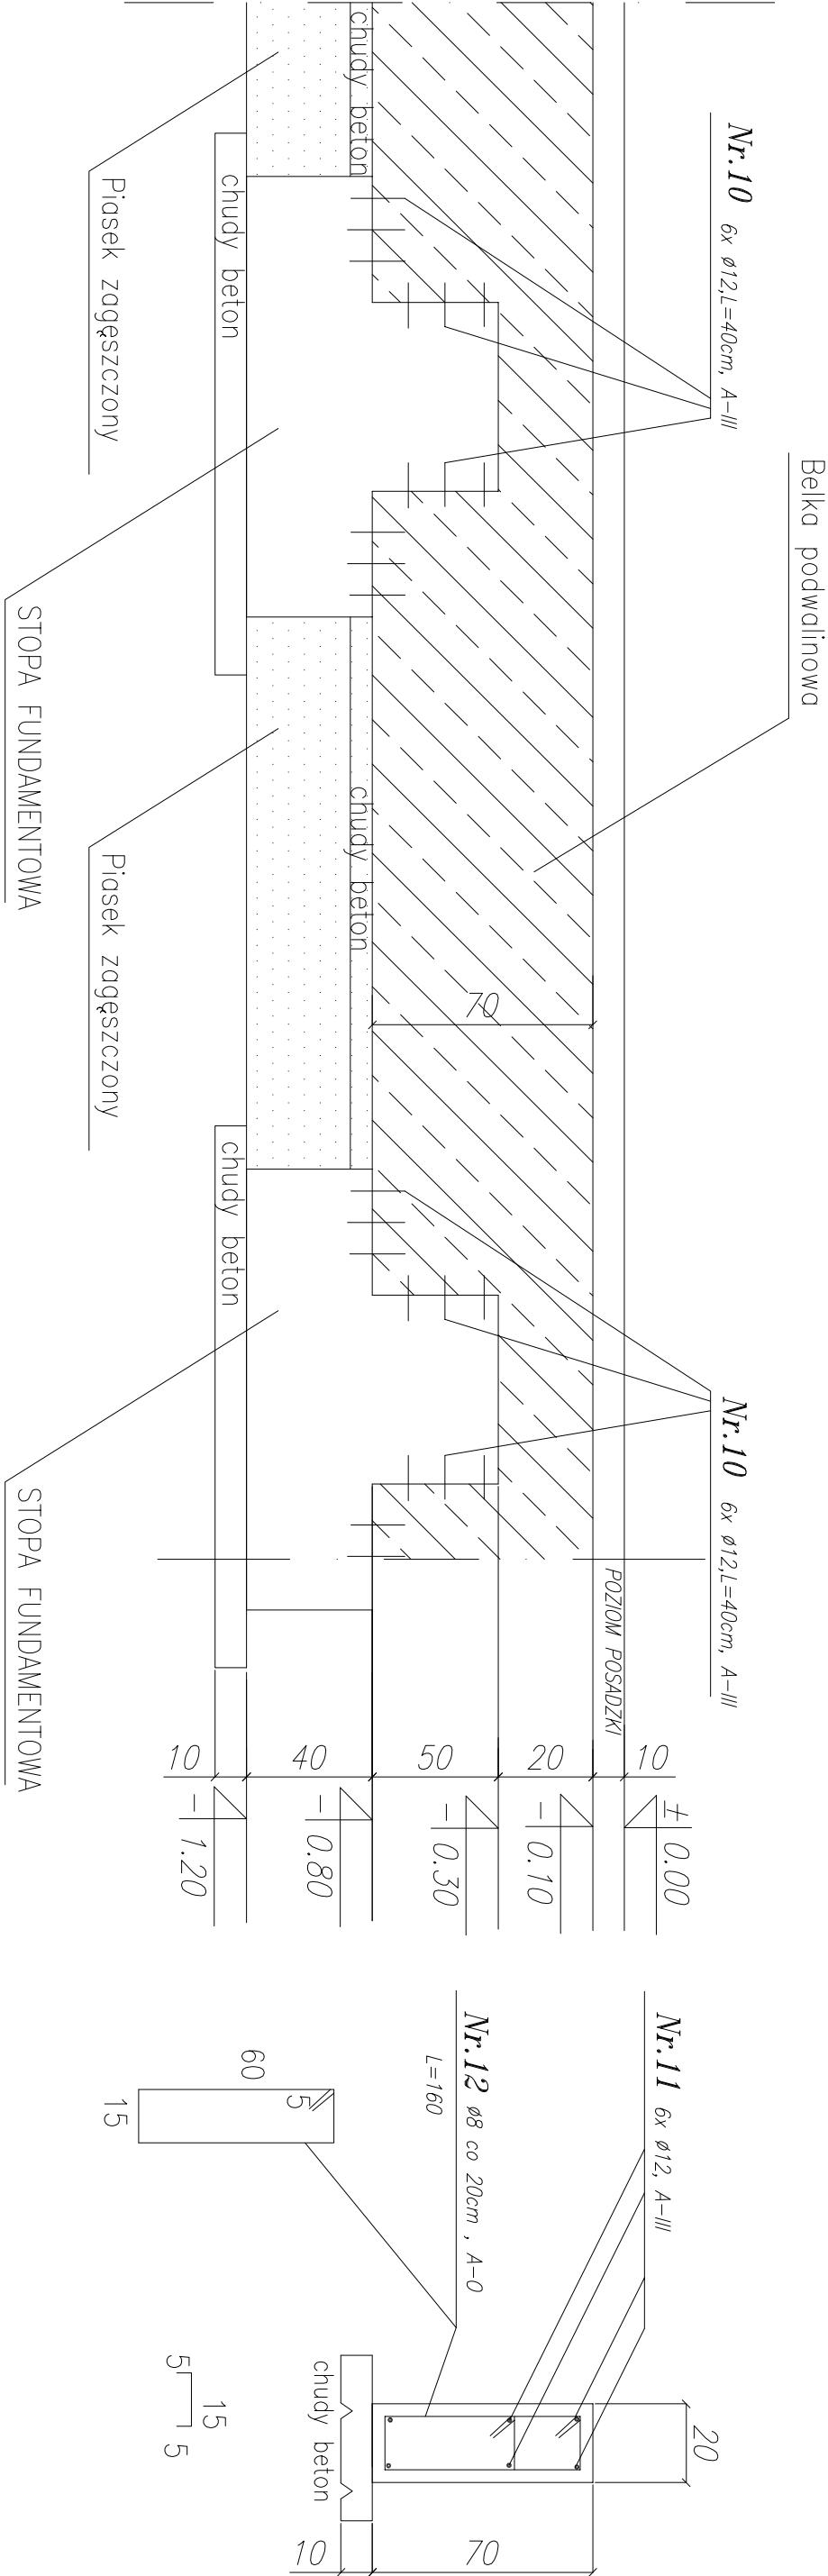 Nr.10 6x ø12,L=40cm, A-III
Nr.10 6x ø12,L=40cm, A-III
Belka podwalinowa
POZIOM POSADZKI
chudy beton
chudy beton
chudy beton
chudy beton
70
Piasek zagęszczony
STOPA FUNDAMENTOWA
Piasek zagęszczony
STOPA FUNDAMENTOWA
10
20
50
40
10
± 0.00
- 0.10
- 0.30
- 0.80
- 1.20
Nr.11 6x ø12, A-III
Nr.12 ø8 co 20cm , A-0
L=160
60
5
15
20
70
10
chudy beton
15
5
5